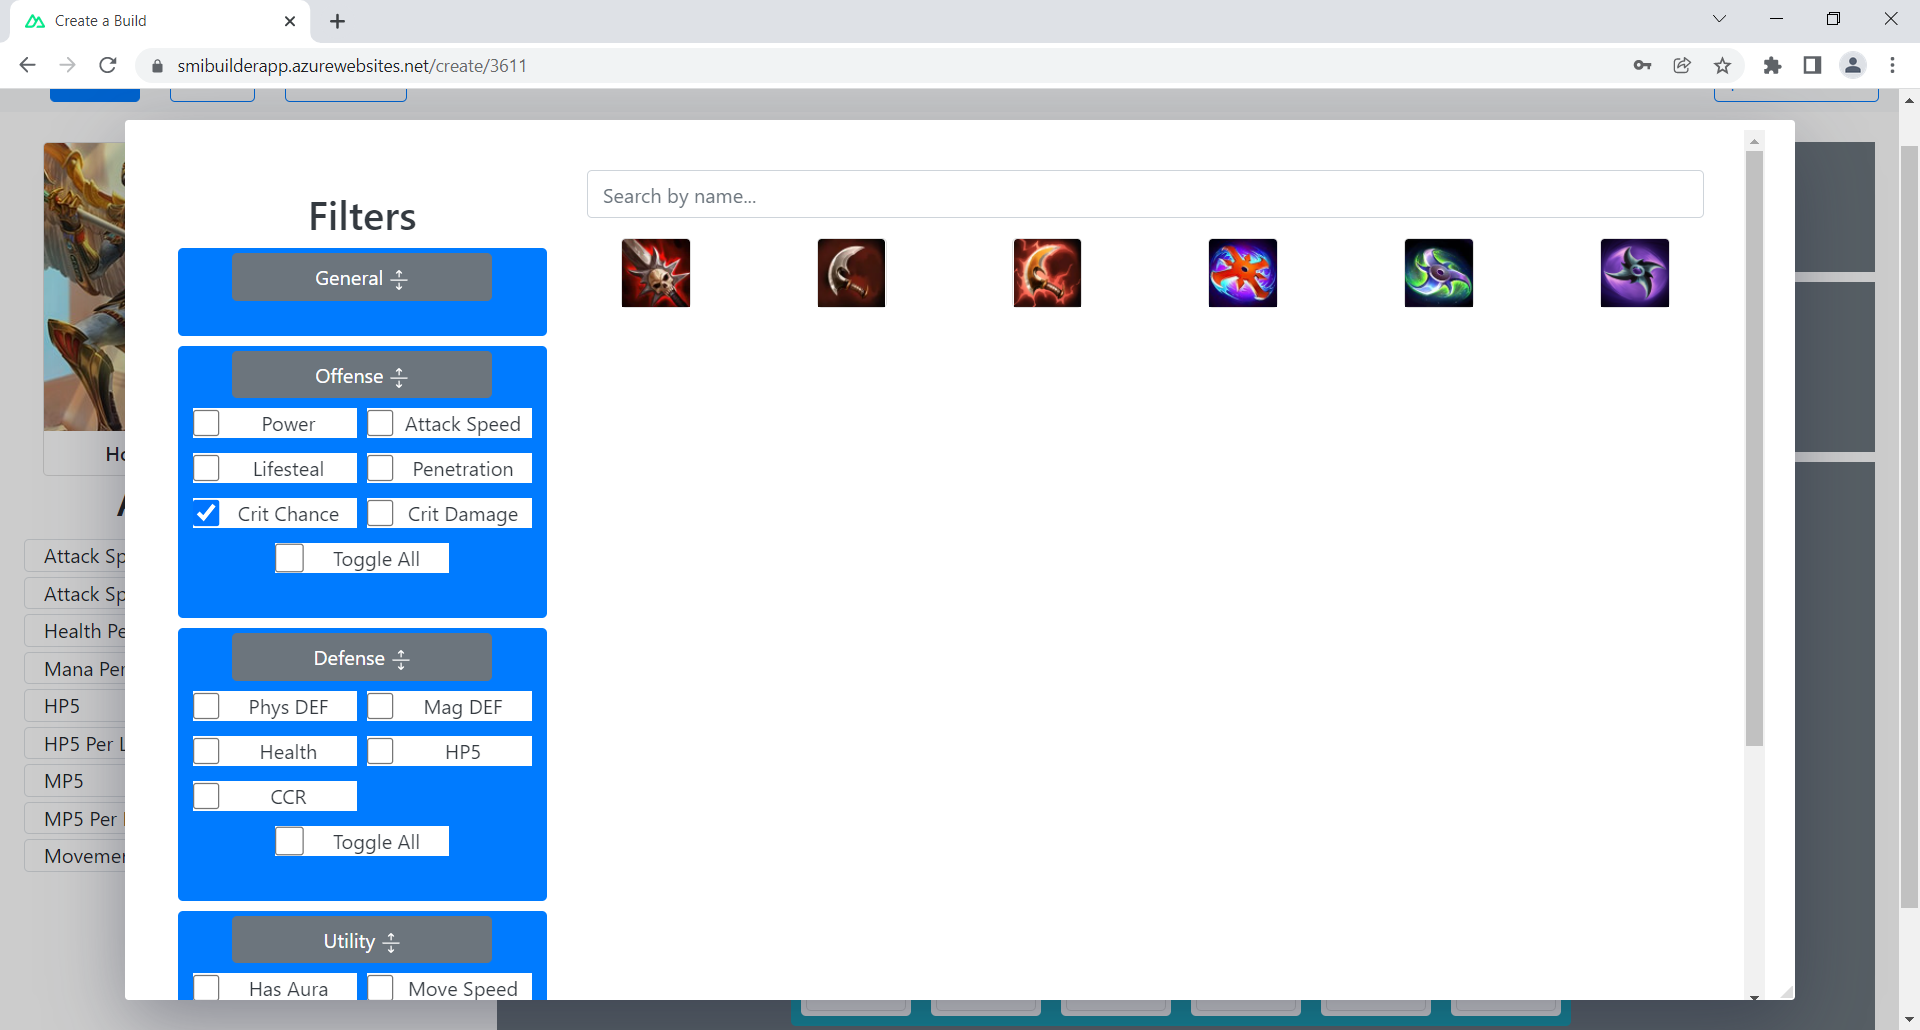 Create a Build
smibuilderapp.azurewebsites.net/create/3611
Filters
Search by name...
General
Offense
Power
Attack Speed
Lifesteal
Penetration
Crit Chance
Crit Damage
Toggle All
Defense
Phys DEF
Mag DEF
Health
HP5
CCR
Toggle All
Utility
Has Aura
Move Speed
Attack Sp
Attack Sp
Health Pe
Mana Per
HP5
HP5 Per L
MP5
MP5 Per
Movemen